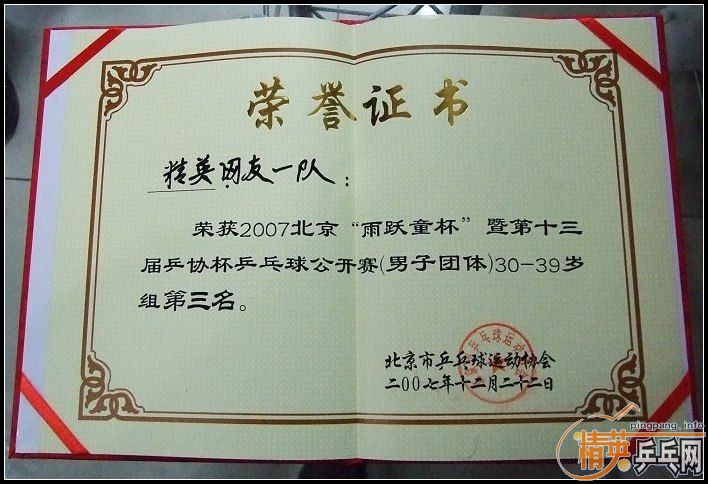 荣誉证书
精英网友一队：
荣获2007北京“雨跃童杯”暨第十三
届乒协杯乒乓球公开赛(男子团体)30-39岁
组第三名。
北京市乒乓球运动协会
二00七年十二月二十二日
pingpang.info
精英乒乓网